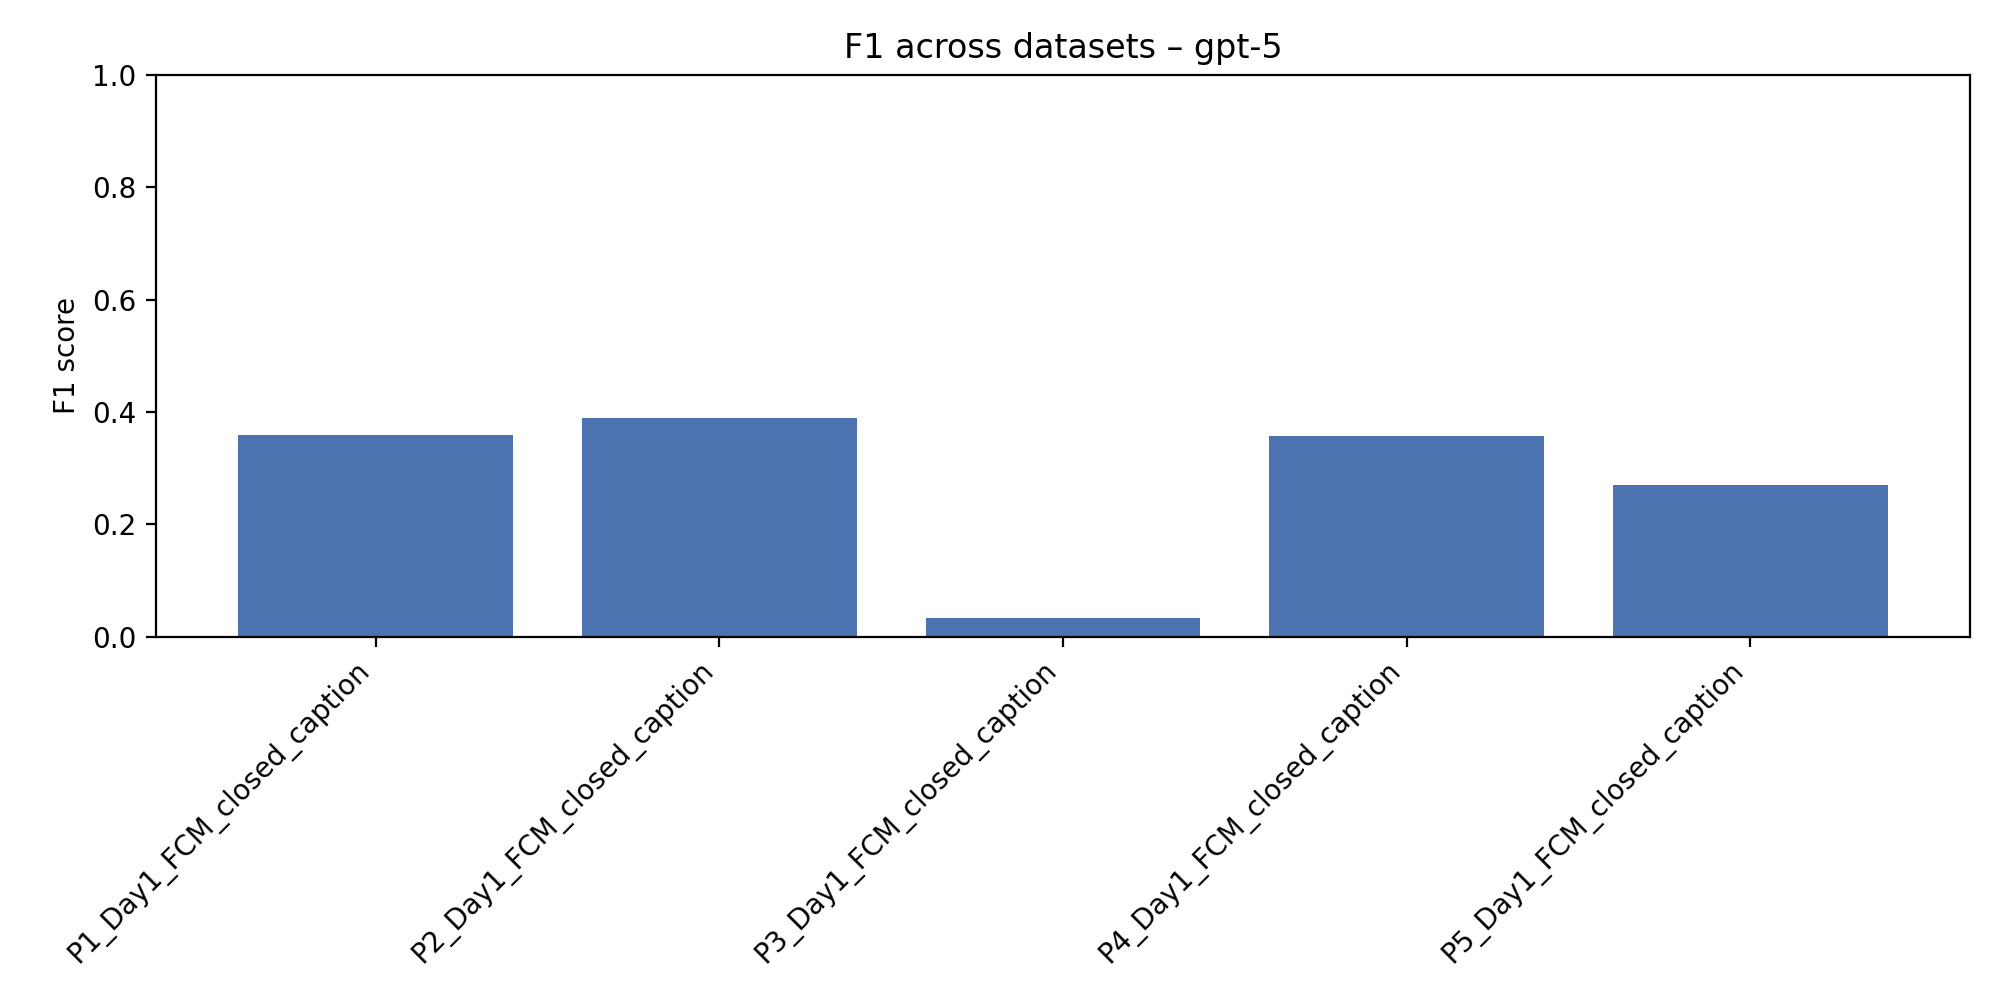 F1 across datasets – gpt-5
F1 score
1.0
0.8
0.6
0.4
0.2
0.0
P1_Day1_FCM_closed_caption
P2_Day1_FCM_closed_caption
P3_Day1_FCM_closed_caption
P4_Day1_FCM_closed_caption
P5_Day1_FCM_closed_caption